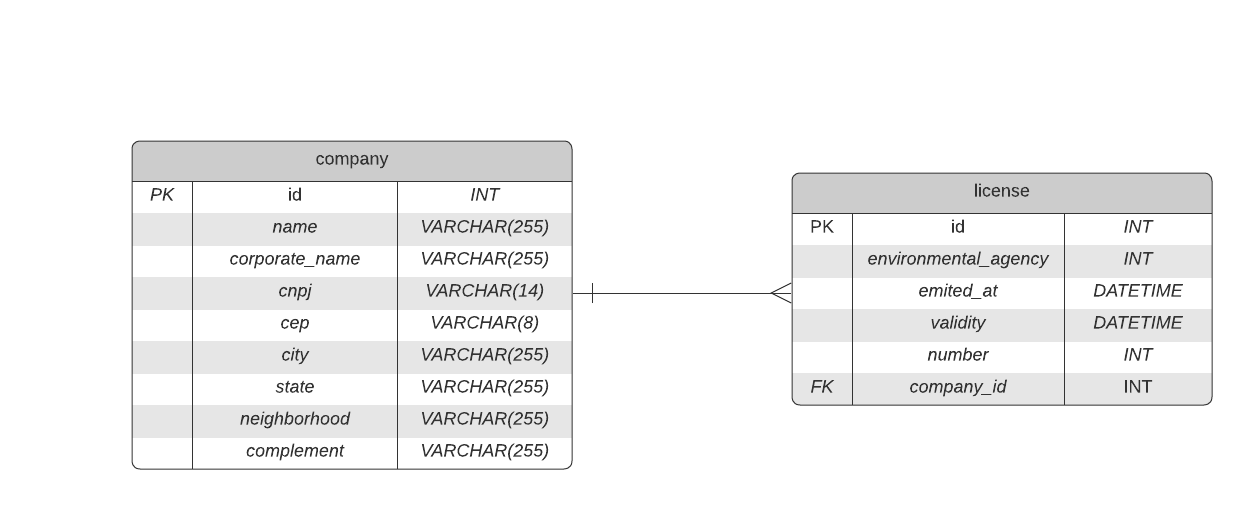 company
PK id INT
name VARCHAR(255)
corporate_name VARCHAR(255)
cnpj VARCHAR(14)
cep VARCHAR(8)
city VARCHAR(255)
state VARCHAR(255)
neighborhood VARCHAR(255)
complement VARCHAR(255)
license
PK id INT
environmental_agency INT
emited_at DATETIME
validity DATETIME
number INT
FK company_id INT